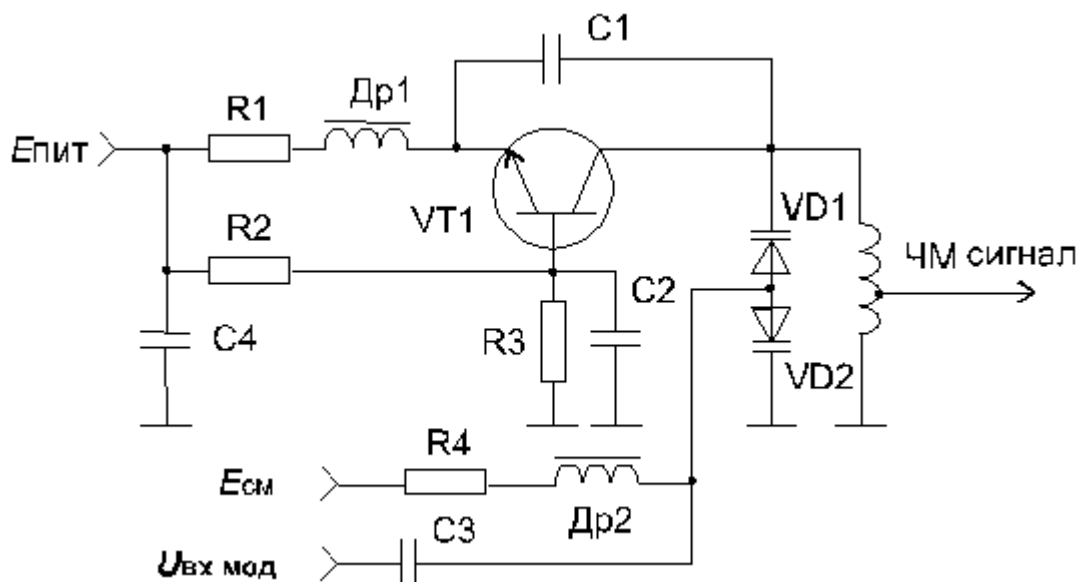 C1
Др1
R1
Eпит
VT1
VD1
R2
ЧМ сигнал
C2
C4
R3
VD2
R4
Eсм
Др2
C3
Uвх мод